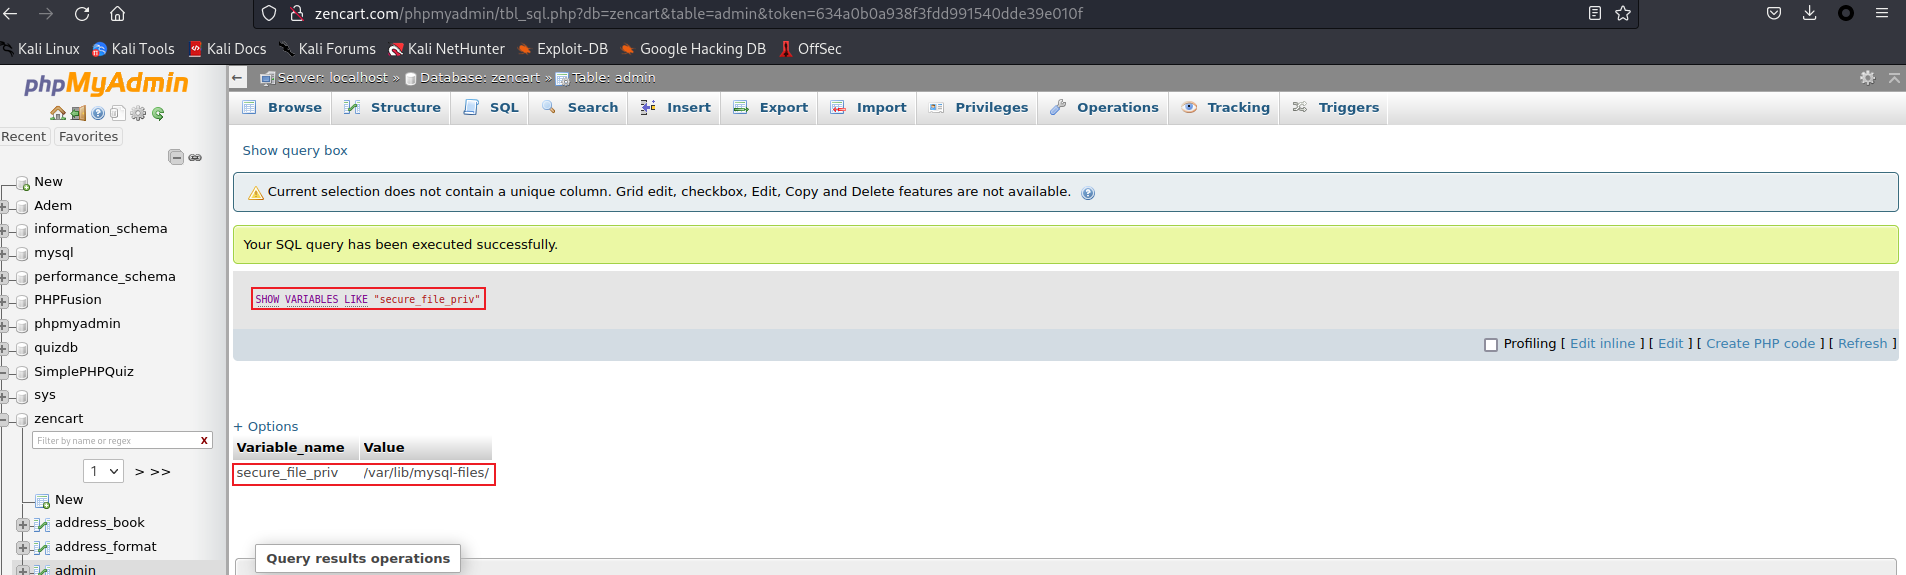 zencart.com/phpmyadmin/tbl_sql.php?db=zencart&table=admin&token=634a0b0a938f3fdd991540dde39e010f
Kali Linux Kali Tools Kali Docs Kali Forums Kali NetHunter Exploit-DB Google Hacking DB OffSec
phpMyAdmin
Recent Favorites
New
Adem
information_schema
mysql
performance_schema
PHPFusion
phpmyadmin
quizdb
SimplePHPQuiz
sys
zencart
Filter by name or regex X
1 > >>
New
address_book
address_format
admin
← Server: localhost » Database: zencart » Table: admin
Browse Structure SQL Search Insert Export Import Privileges Operations Tracking Triggers
Show query box
Current selection does not contain a unique column. Grid edit, checkbox, Edit, Copy and Delete features are not available.
Your SQL query has been executed successfully.
SHOW VARIABLES LIKE "secure_file_priv"
Profiling [ Edit inline ] [ Edit ] [ Create PHP code ] [ Refresh ]
+ Options
Variable_name Value
secure_file_priv /var/lib/mysql-files/
Query results operations